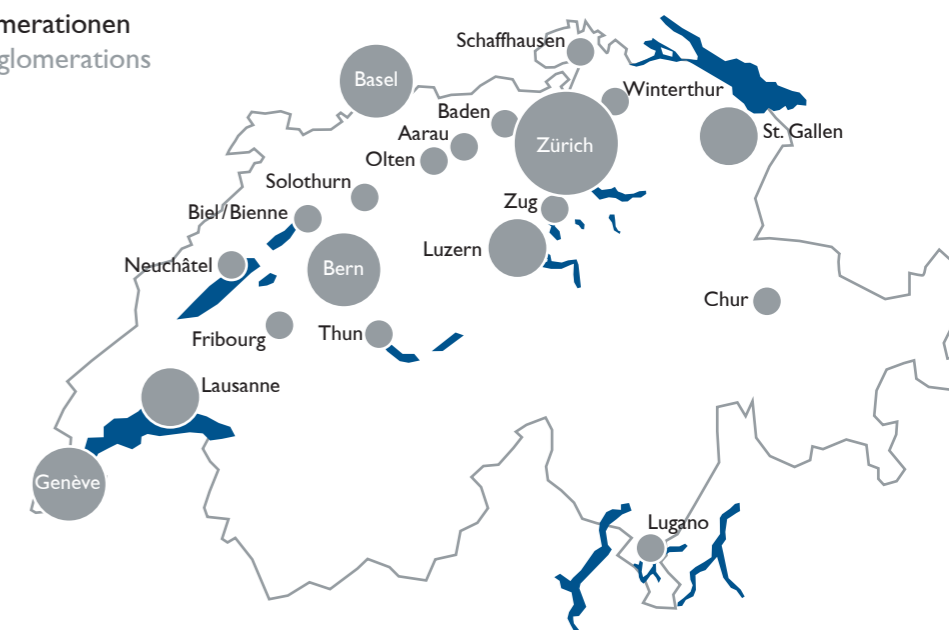 merationen
glomerations
Schaffhausen
Basel
Winterthur
Baden
Aarau
Zürich
St. Gallen
Olten
Solothurn
Zug
Biel/Bienne
Luzern
Neuchâtel
Bern
Chur
Fribourg
Thun
Lausanne
Genève
Lugano